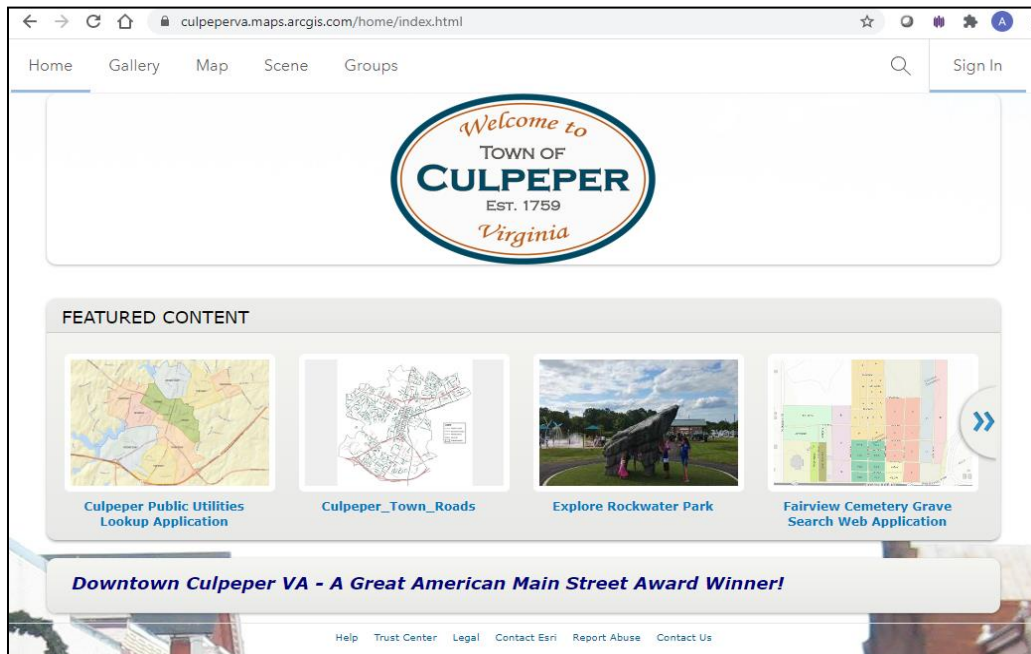 culpeperva.maps.arcgis.com/home/index.html
A
Home Gallery Map Scene Groups Sign In
Welcome to
TOWN OF
CULPEPER
EST. 1759
Virginia
FEATURED CONTENT
Culpeper Public Utilities
Lookup Application
Culpeper_Town_Roads
Explore Rockwater Park
Fairview Cemetery Grave
Search Web Application
Downtown Culpeper VA - A Great American Main Street Award Winner!
Help Trust Center Legal Contact Esri Report Abuse Contact Us